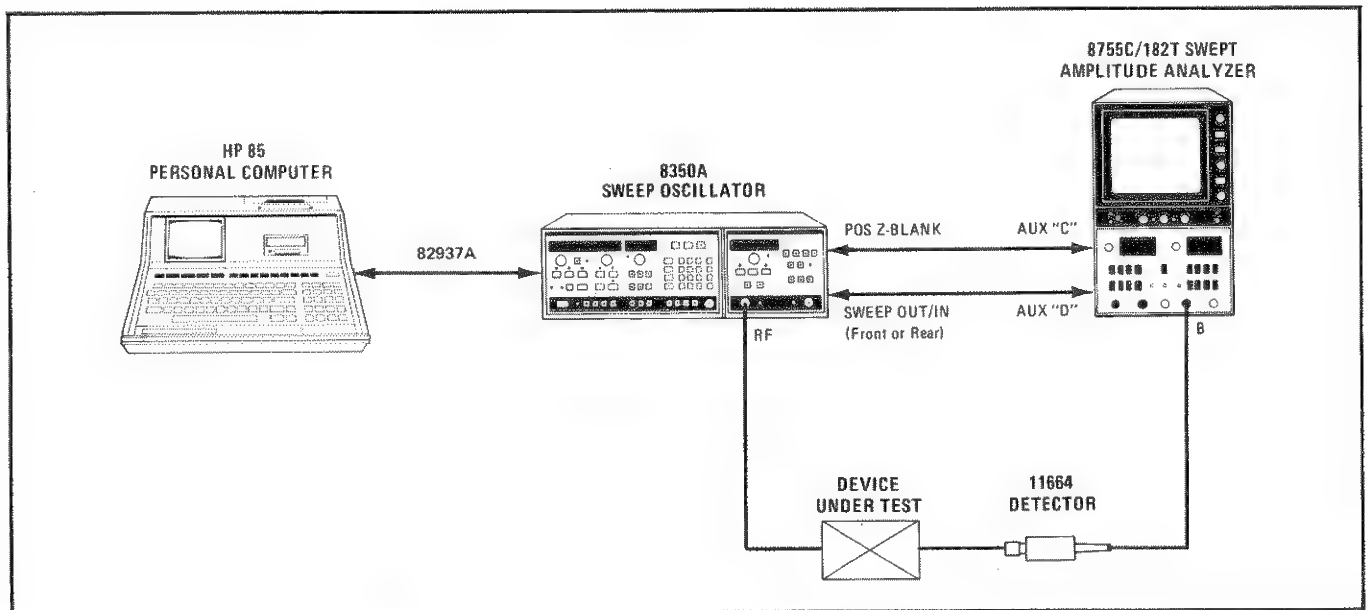 8755C/182T SWEPT
AMPLITUDE ANALYZER
HP 85
PERSONAL COMPUTER
8350A
SWEEP OSCILLATOR
82937A
POS Z-BLANK
AUX "C"
SWEEP OUT/IN
(Front or Rear)
AUX "D"
RF
B
DEVICE
UNDER TEST
11664
DETECTOR